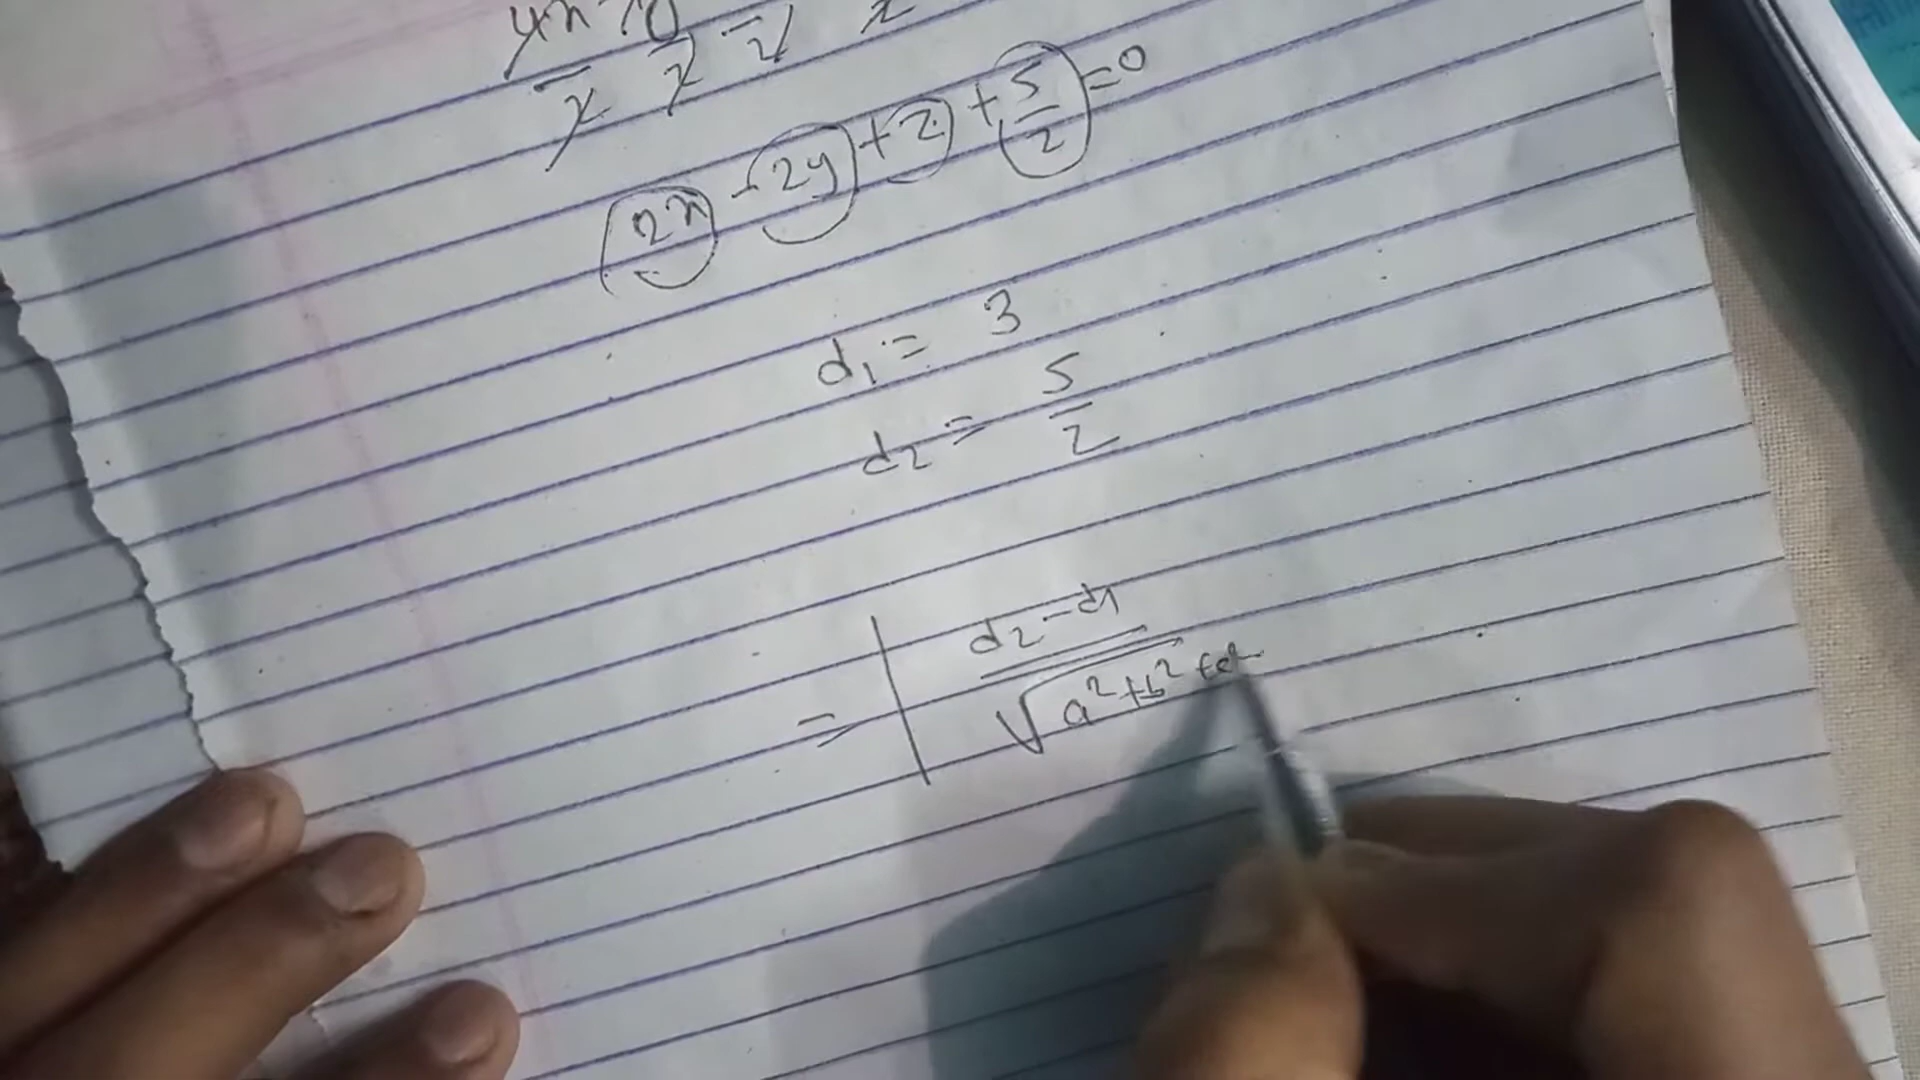 2x - 2y + z + 5/2 = 0
d₁ = 3
d₂ = 5/2
= | d₂ - d₁ / √a² + b² + c²